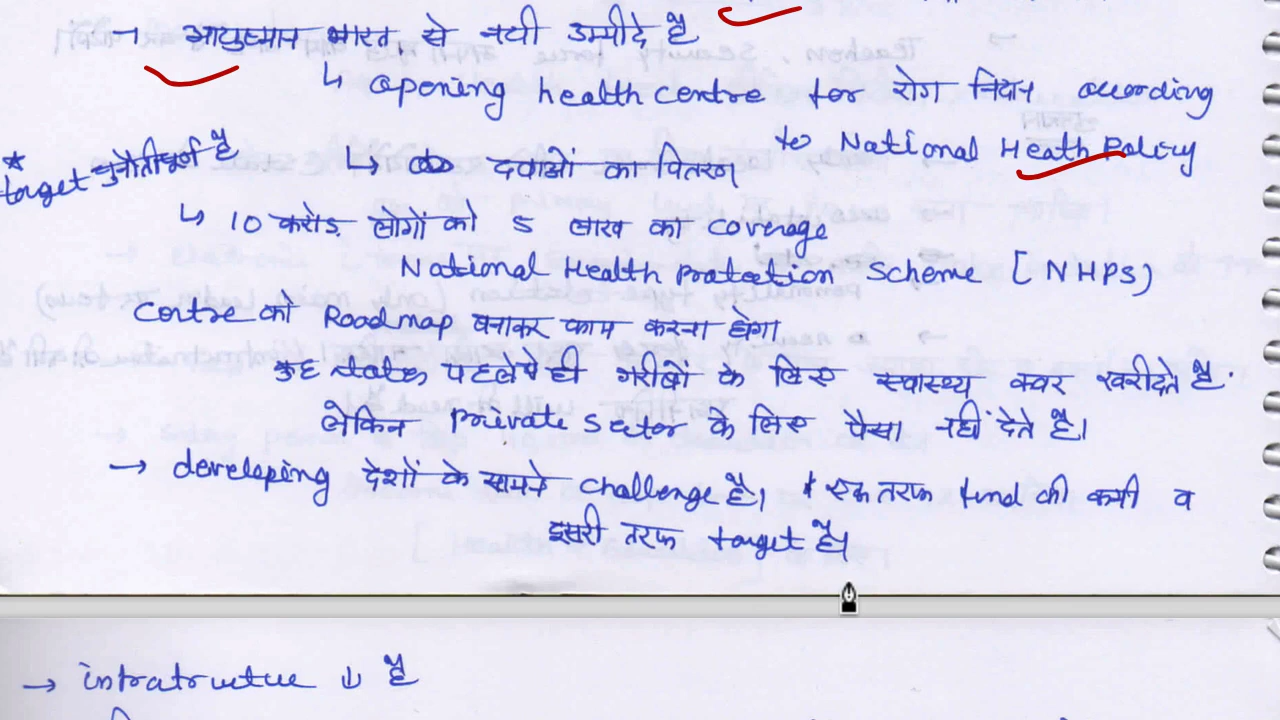 → आयुष्मान भारत से नयी उम्मीदे है
↳ opening health centre for रोग निदान according
to National Heath Policy
* target चुनौतीपूर्ण है
↳ दवाओं का वितरण
↳ 10 करोड़ लोगों को 5 लाख का coverage
National Health Protection Scheme [NHPS)
Centre को Roadmap बनाकर काम करना होगा
कुछ states पहले से ही गरीबों के लिए स्वास्थ्य कवर खरीदते है.
लेकिन private sector के लिए पैसा नहीं देते है।
→ developing देशों के सामने challenge है। एक तरफ fund की कमी व
दूसरी तरफ target है।
→ infrastructue ↓ है